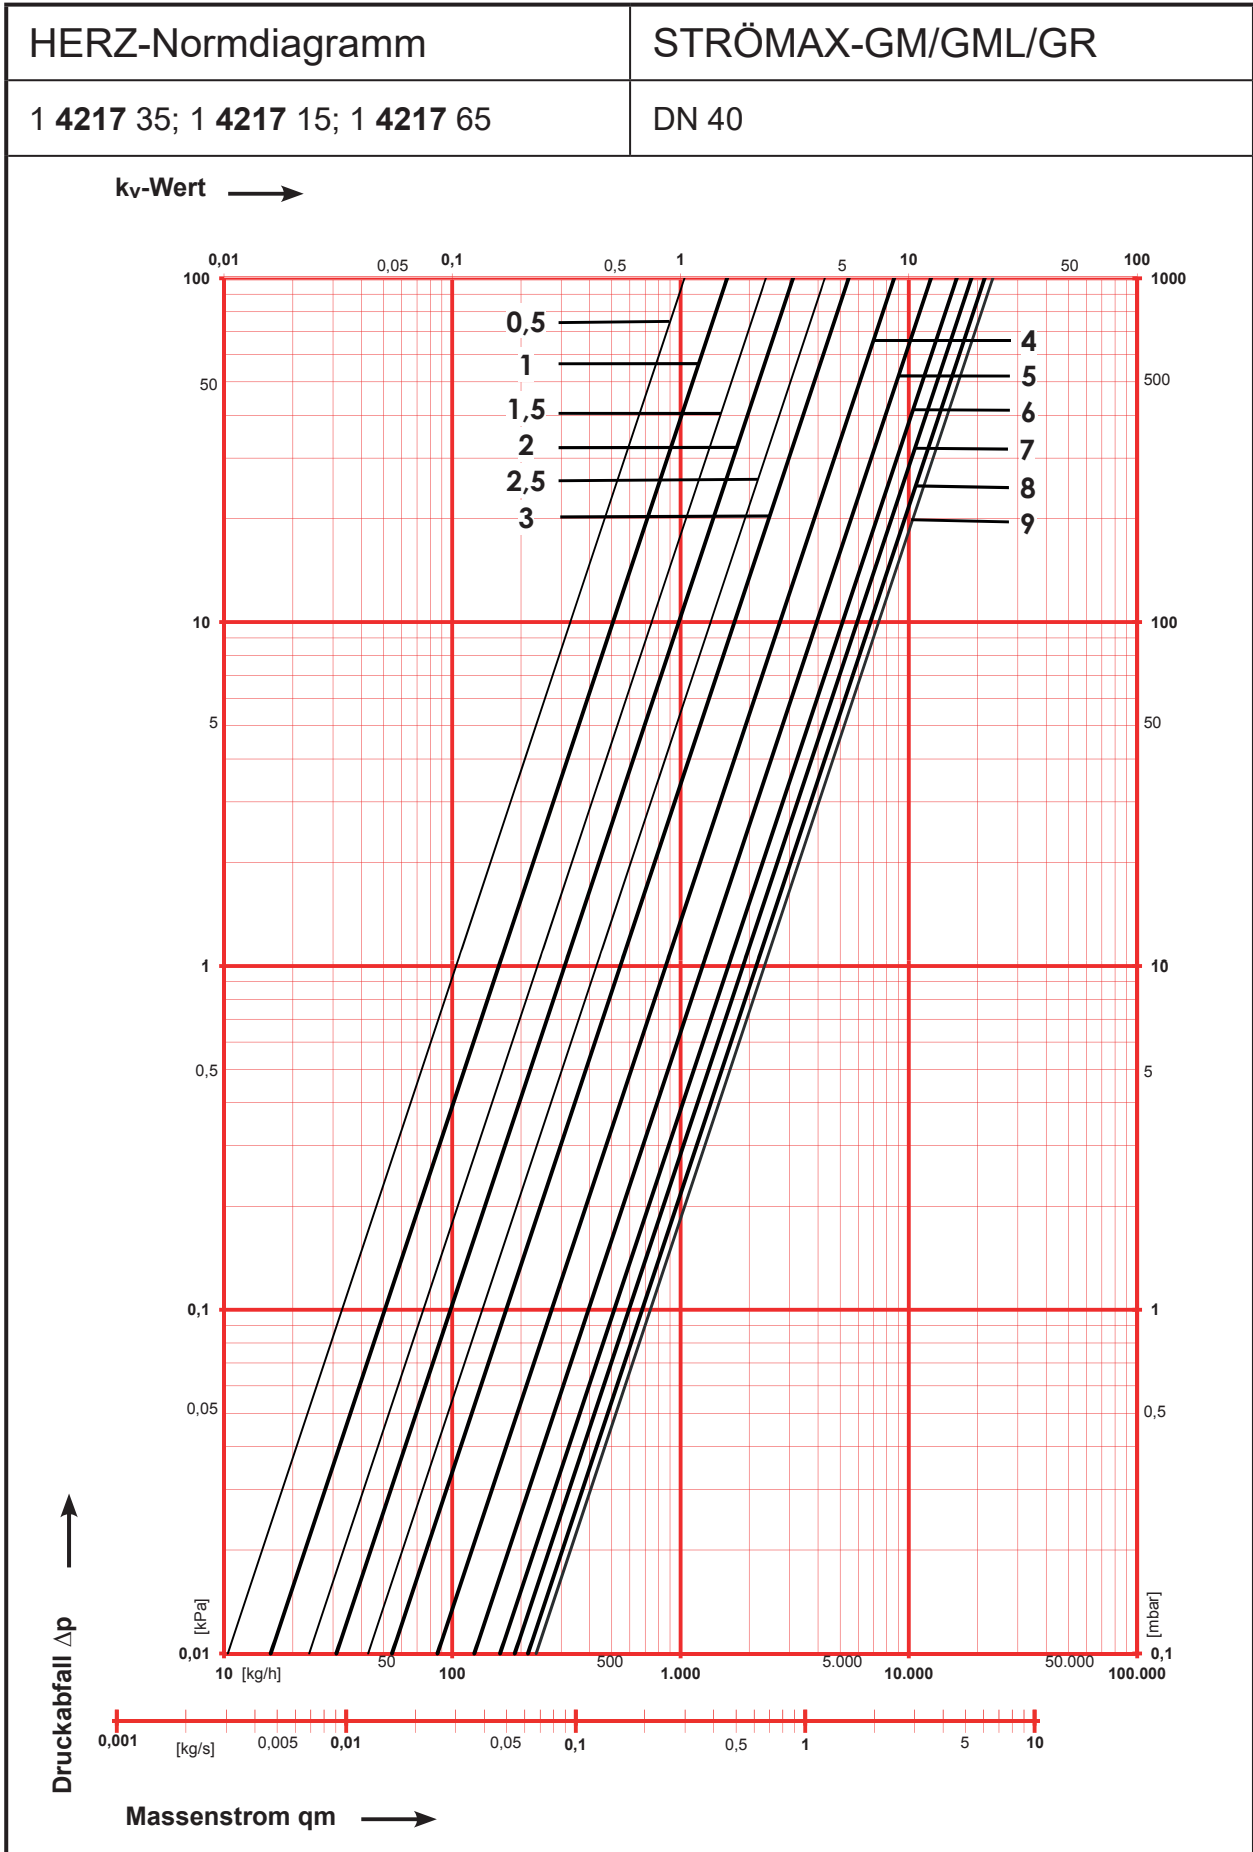 HERZ-Normdiagramm
STRÖMAX-GM/GML/GR
1 4217 35; 1 4217 15; 1 4217 65
DN 40
kv-Wert
0,01 0,05 0,1 0,5 1 5 10 50 100
100 1000
0,5
4
1
5
50 500
1,5
6
2
7
2,5
8
3
9
10 100
5 50
1 10
0,5 5
0,1 1
0,05 0,5
[kPa] [mbar]
0,01 0,1
10 [kg/h] 50 100 500 1.000 5.000 10.000 50.000 100.000
Druckabfall Δp
0,001 [kg/s] 0,005 0,01 0,05 0,1 0,5 1 5 10
Massenstrom qm